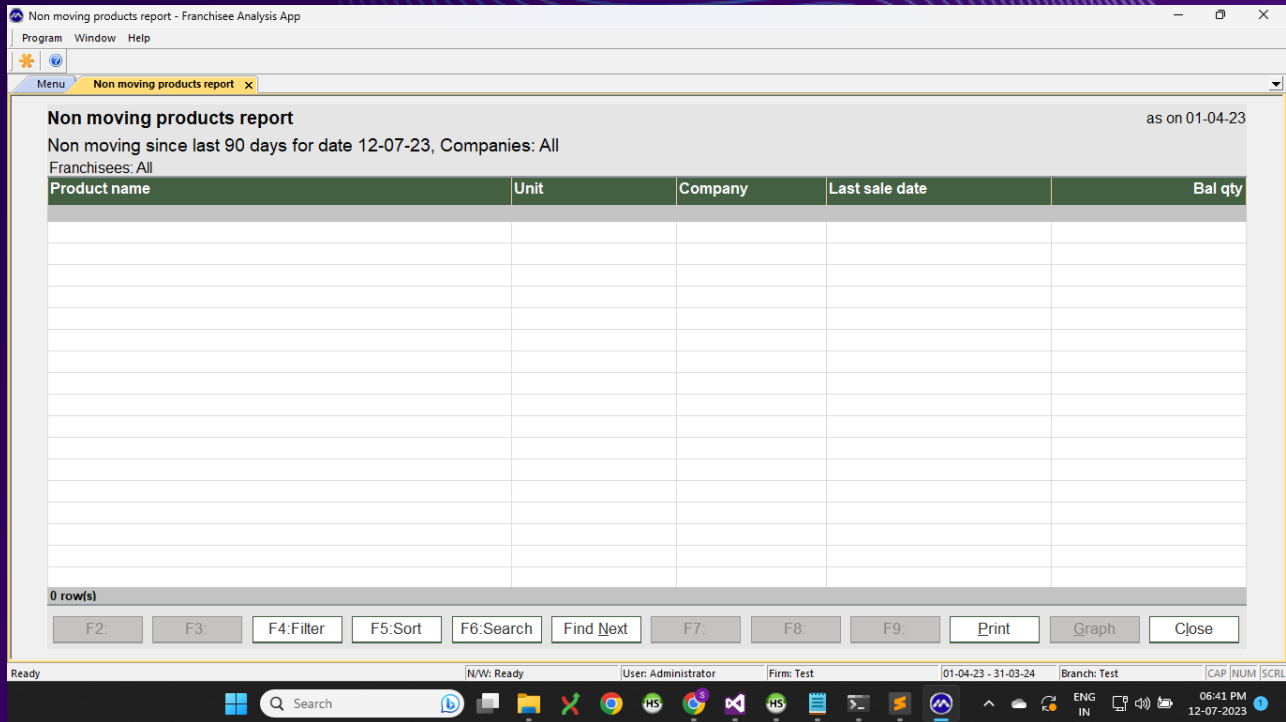 Non moving products report - Franchisee Analysis App
Program Window Help
Menu Non moving products report x
Non moving products report as on 01-04-23
Non moving since last 90 days for date 12-07-23, Companies: All
Franchisees: All
Product name Unit Company Last sale date Bal qty
0 row(s)
F2: F3: F4:Filter F5:Sort F6:Search Find Next F7: F8: F9: Print Graph Close
Ready N/W: Ready User: Administrator Firm: Test 01-04-23 - 31-03-24 Branch: Test CAP NUM SCRL
Search HS S HS ENG 06:41 PM
IN 12-07-2023 1